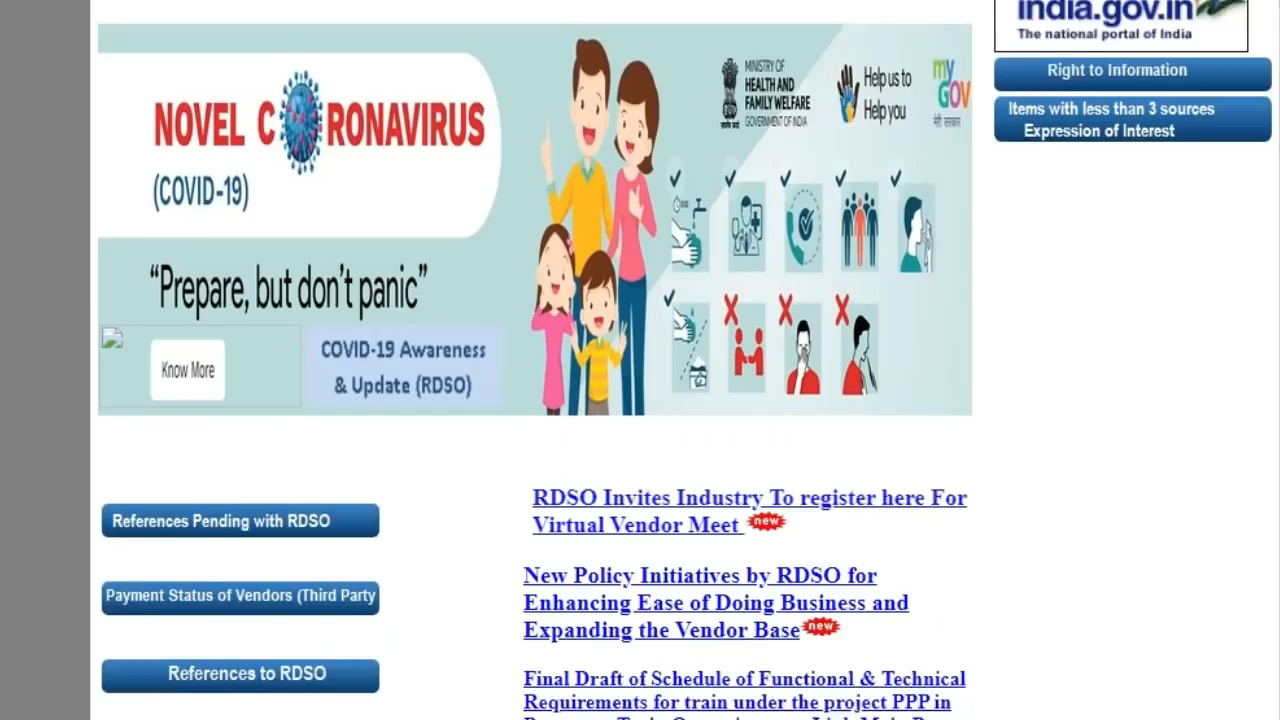 india.gov.in
The national portal of India
Right to Information
Items with less than 3 sources
Expression of Interest
NOVEL CORONAVIRUS
(COVID-19)
MINISTRY OF
HEALTH AND
FAMILY WELFARE
GOVERNMENT OF INDIA
Help us to
Help you
my
GOV
मेरी सरकार
"Prepare, but don't panic"
Know More
COVID-19 Awareness
& Update (RDSO)
References Pending with RDSO
Payment Status of Vendors (Third Party
References to RDSO
RDSO Invites Industry To register here For
Virtual Vendor Meet new
New Policy Initiatives by RDSO for
Enhancing Ease of Doing Business and
Expanding the Vendor Base new
Final Draft of Schedule of Functional & Technical
Requirements for train under the project PPP in